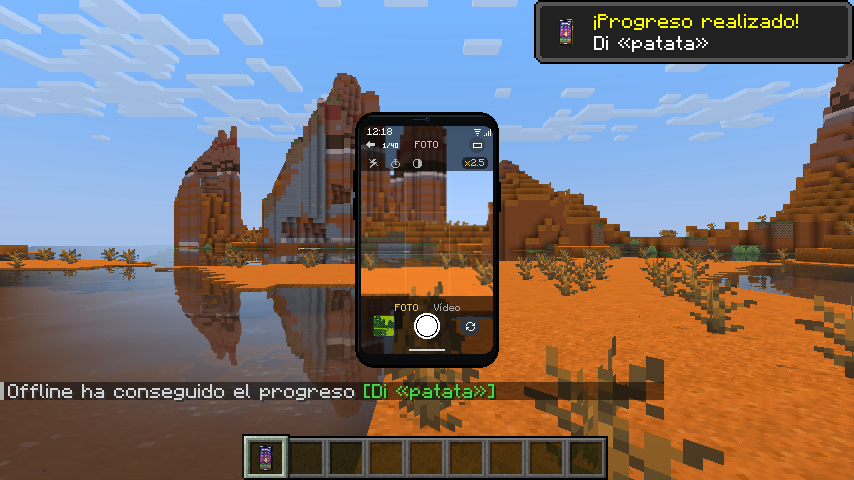 ¡Progreso realizado!
Di «patata»
12:18
1/40 FOTO
x2.5
FOTO Vídeo
Offline ha conseguido el progreso [Di «patata»]